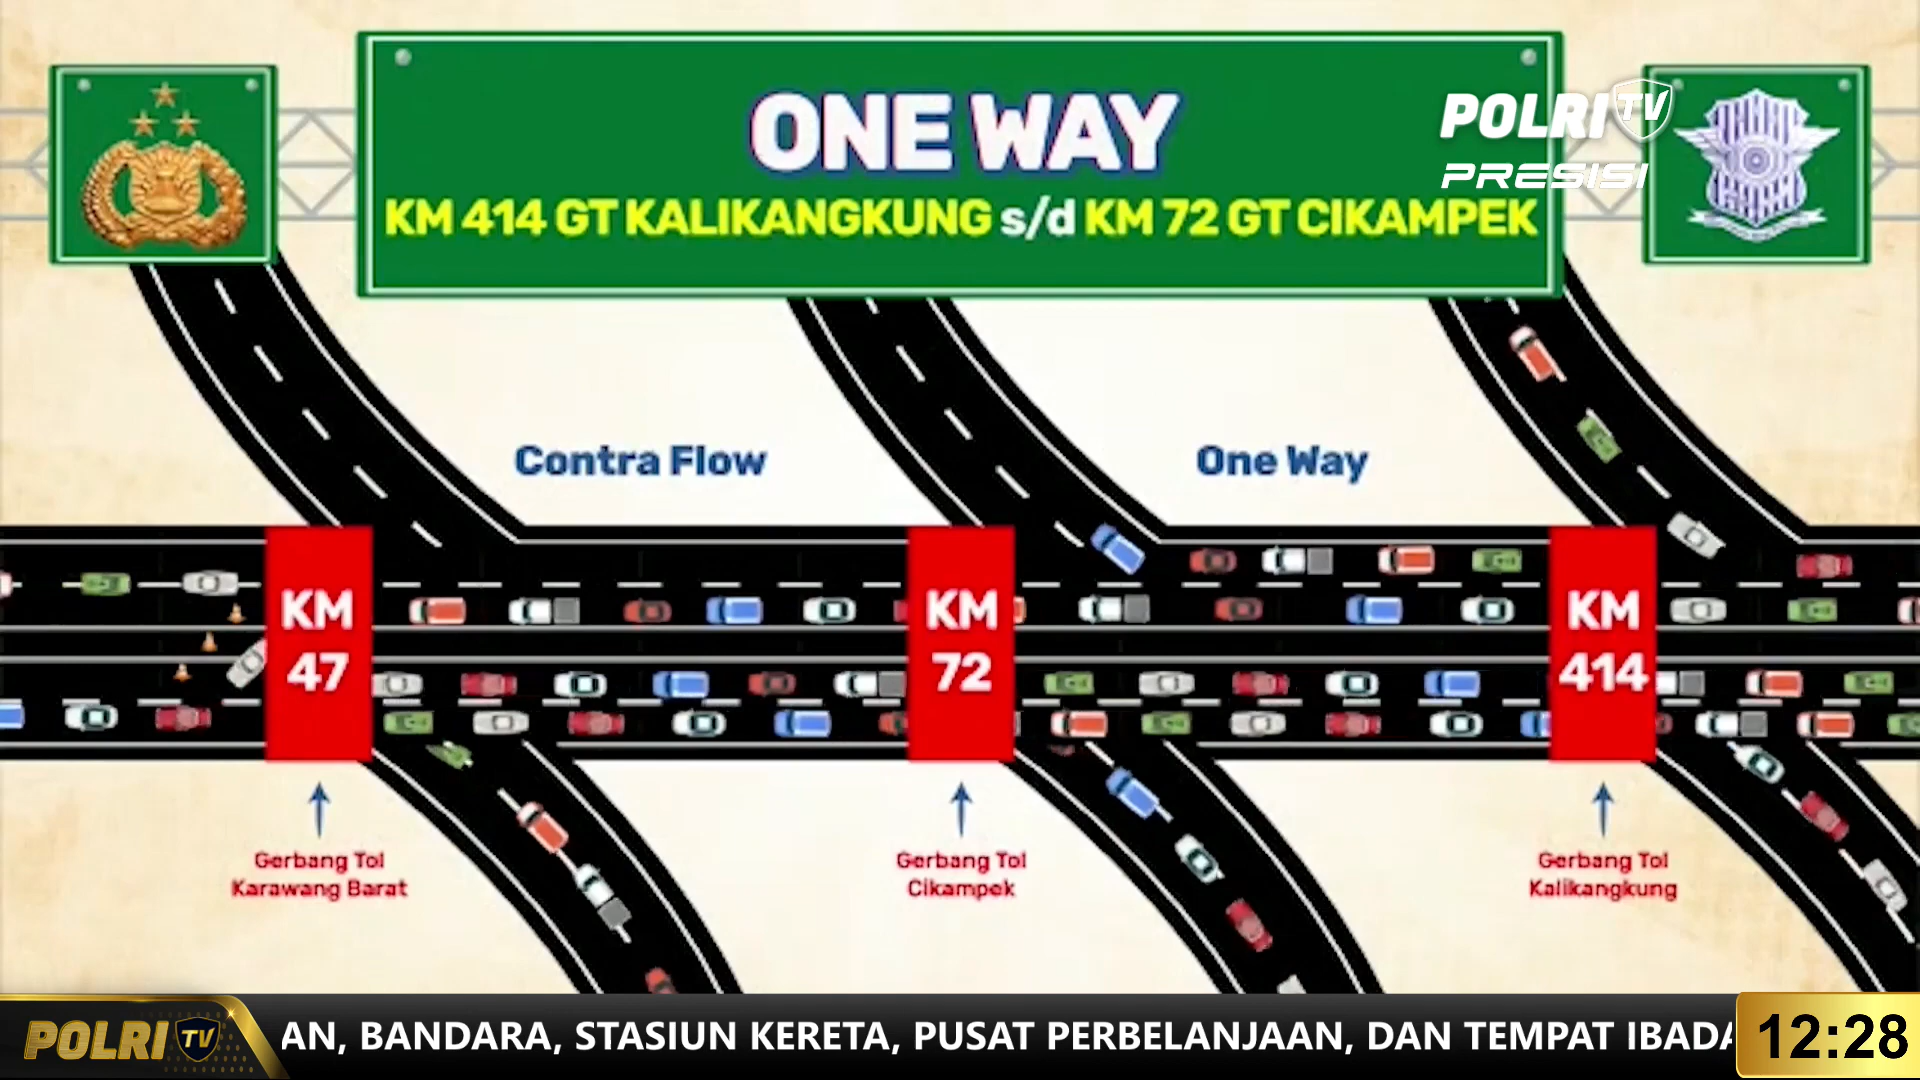 ONE WAY
KM 414 GT KALIKANGKUNG s/d KM 72 GT CIKAMPEK
POLRI TV
PRESISI
Contra Flow
One Way
KM
47
KM
72
KM
414
Gerbang Tol
Karawang Barat
Gerbang Tol
Cikampek
Gerbang Tol
Kalikangkung
POLRI TV
AN, BANDARA, STASIUN KERETA, PUSAT PERBELANJAAN, DAN TEMPAT IBADA
12:28